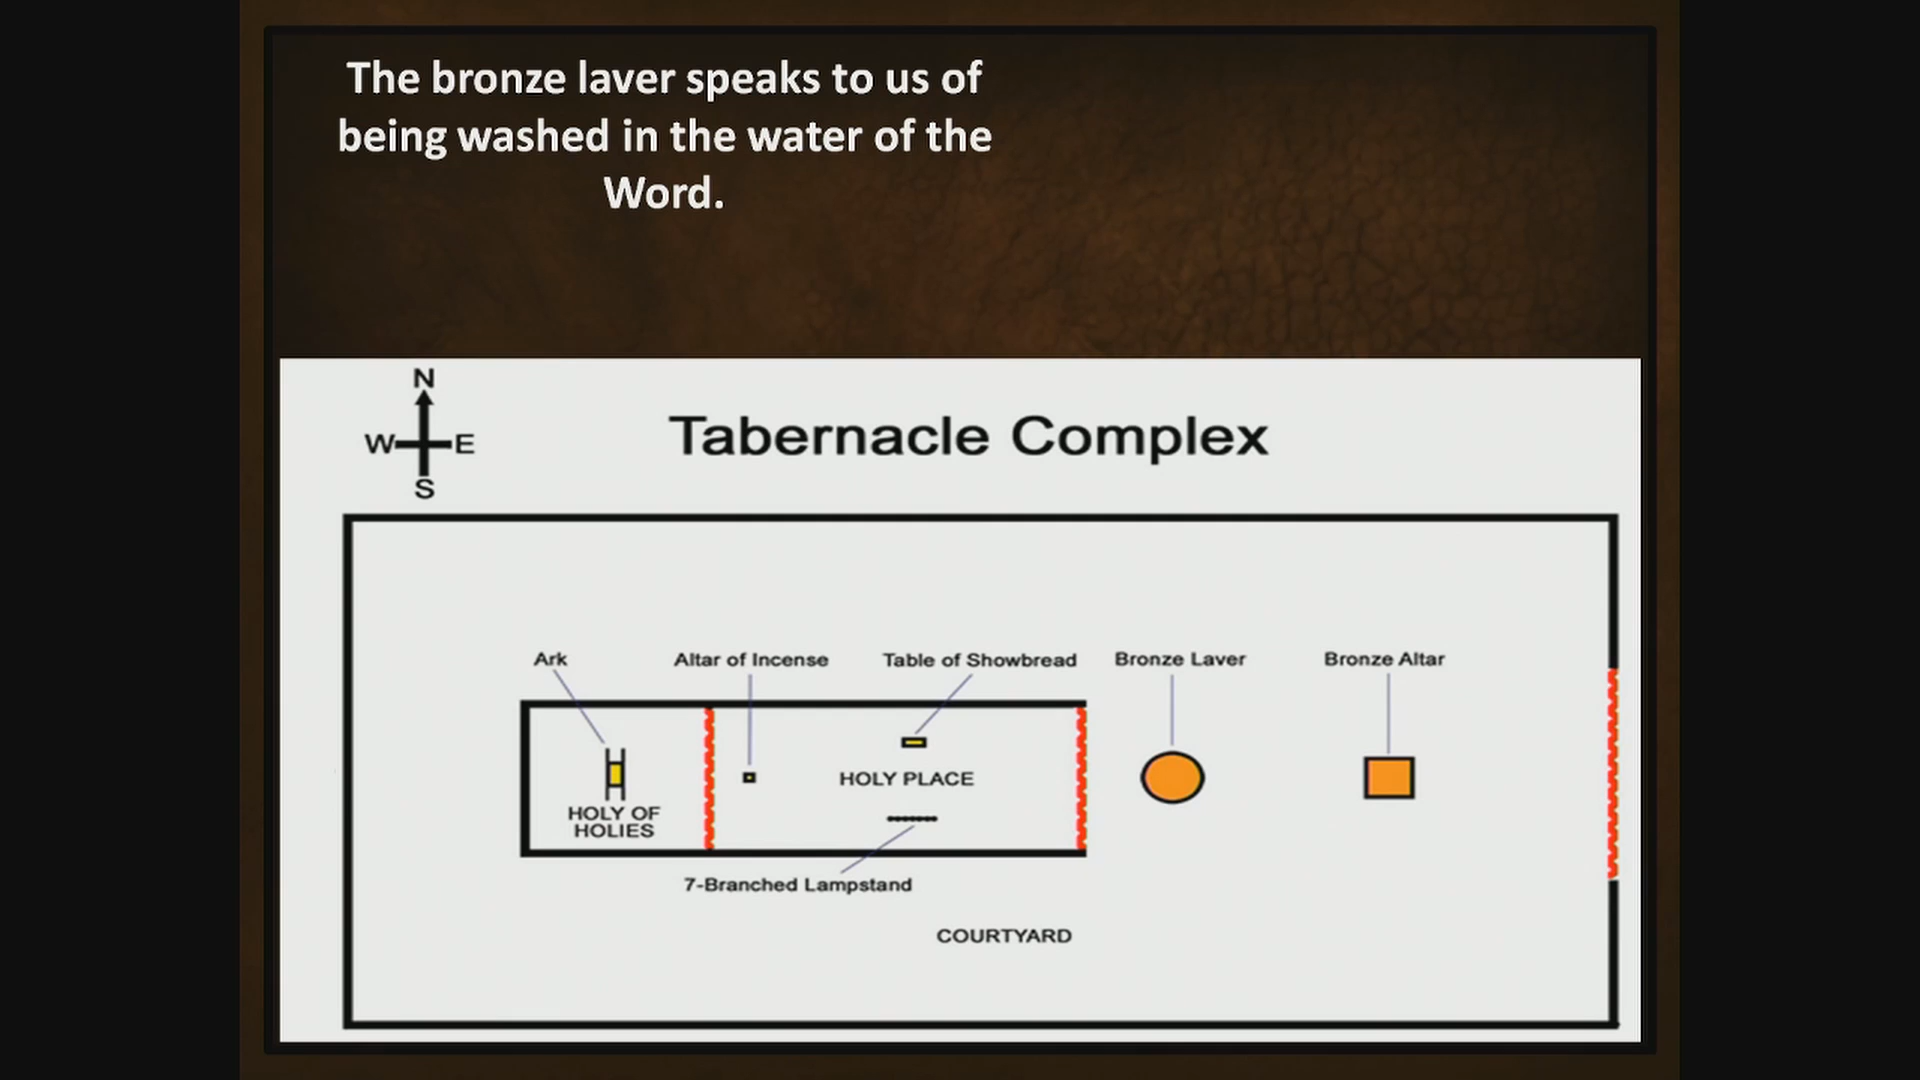 The bronze laver speaks to us of
being washed in the water of the
Word.
N
W E
S
Tabernacle Complex
Ark
Altar of Incense
Table of Showbread
Bronze Laver
Bronze Altar
HOLY PLACE
HOLY OF
HOLIES
7-Branched Lampstand
COURTYARD